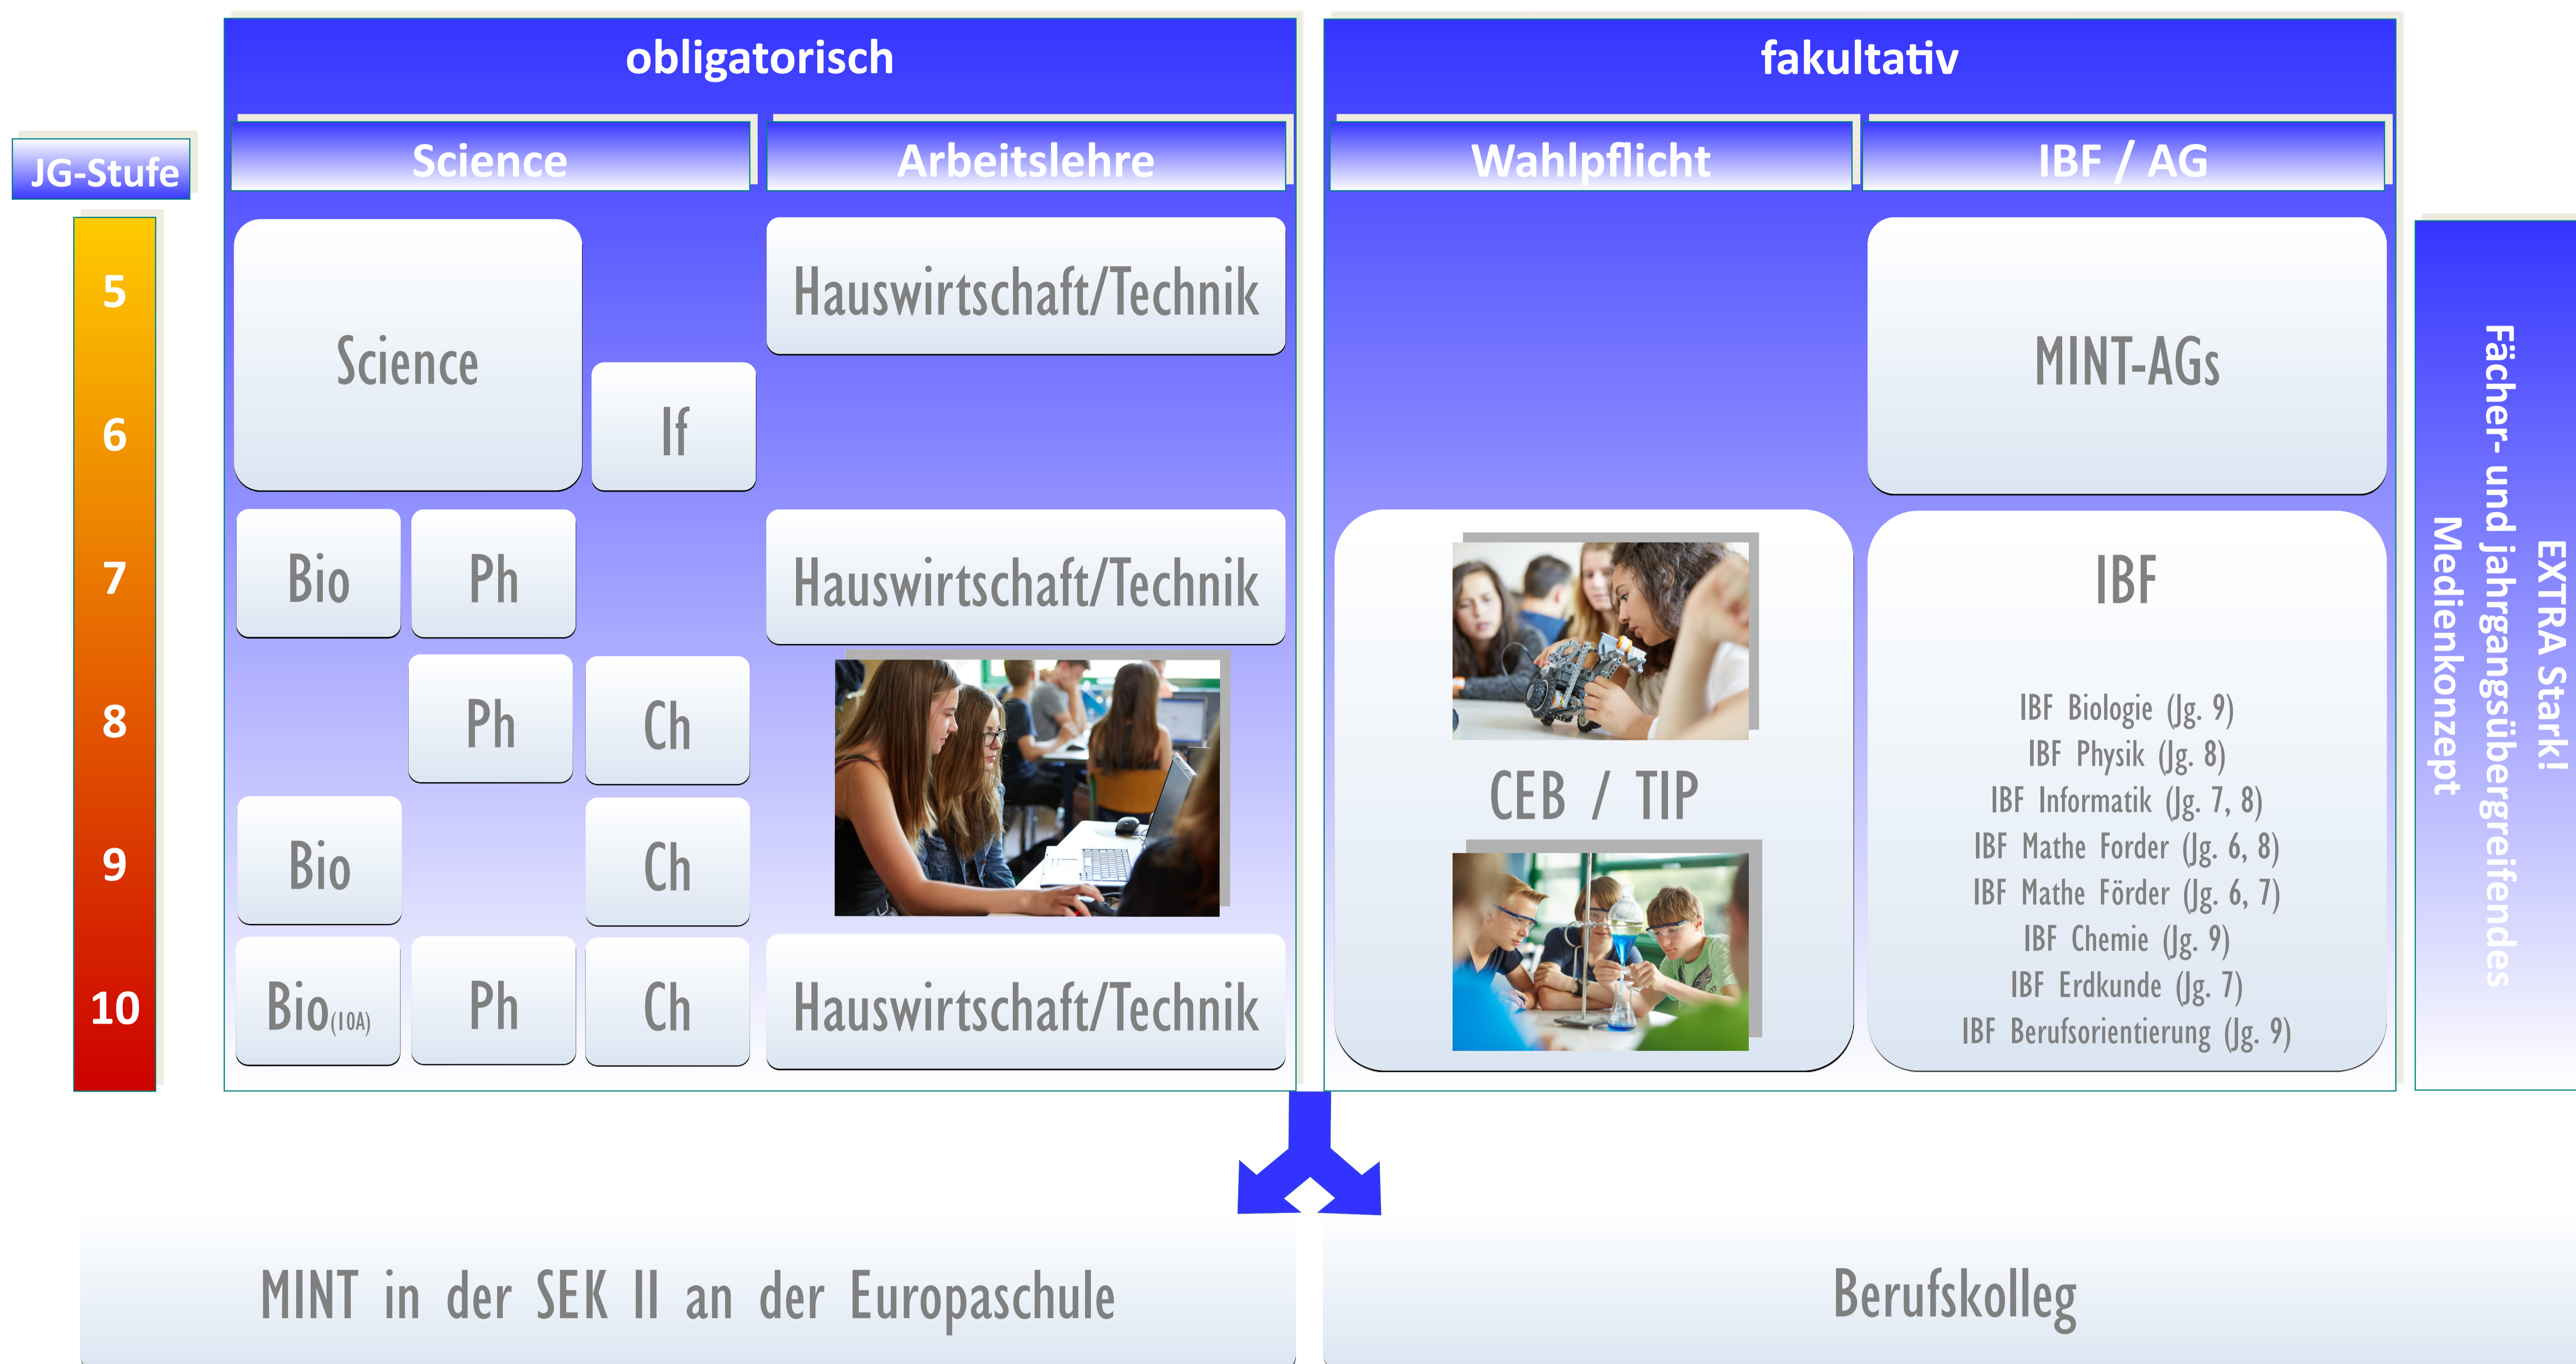 obligatorisch
fakultativ
JG-Stufe
Science
Arbeitslehre
Wahlpflicht
IBF / AG
5
Science
Hauswirtschaft/Technik
MINT-AGs
6
If
7
Bio
Ph
Hauswirtschaft/Technik
8
Ph
Ch
9
Bio
Ch
10
Bio(10A)
Ph
Ch
Hauswirtschaft/Technik
CEB / TIP
IBF
IBF Biologie (Jg. 9)
IBF Physik (Jg. 8)
IBF Informatik (Jg. 7, 8)
IBF Mathe Forder (Jg. 6, 8)
IBF Mathe Förder (Jg. 6, 7)
IBF Chemie (Jg. 9)
IBF Erdkunde (Jg. 7)
IBF Berufsorientierung (Jg. 9)
EXTRA Stark!
Fächer- und jahrgangsübergreifendes
Medienkonzept
MINT in der SEK II an der Europaschule
Berufskolleg